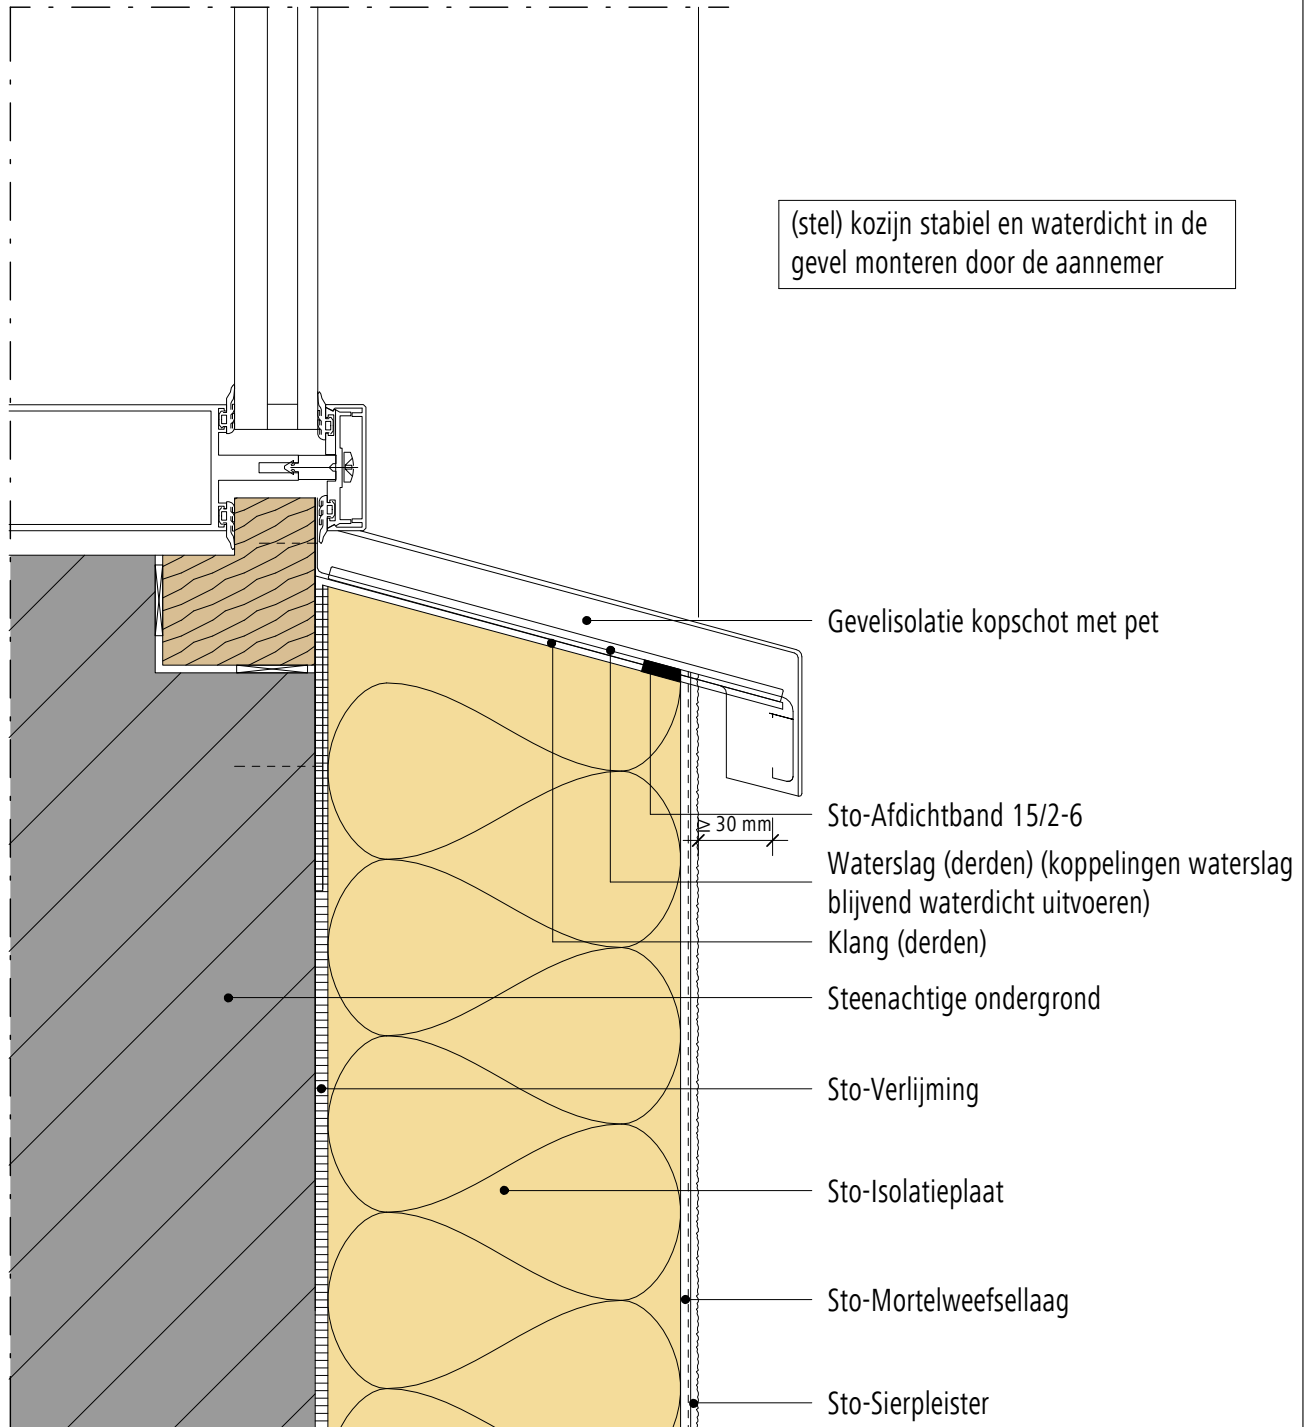 (stel) kozijn stabiel en waterdicht in de
gevel monteren door de aannemer
Gevelisolatie kopschot met pet
Sto-Afdichtband 15/2-6
≥ 30 mm
Waterslag (derden) (koppelingen waterslag
blijvend waterdicht uitvoeren)
Klang (derden)
Steenachtige ondergrond
Sto-Verlijming
Sto-Isolatieplaat
Sto-Mortelweefsellaag
Sto-Sierpleister